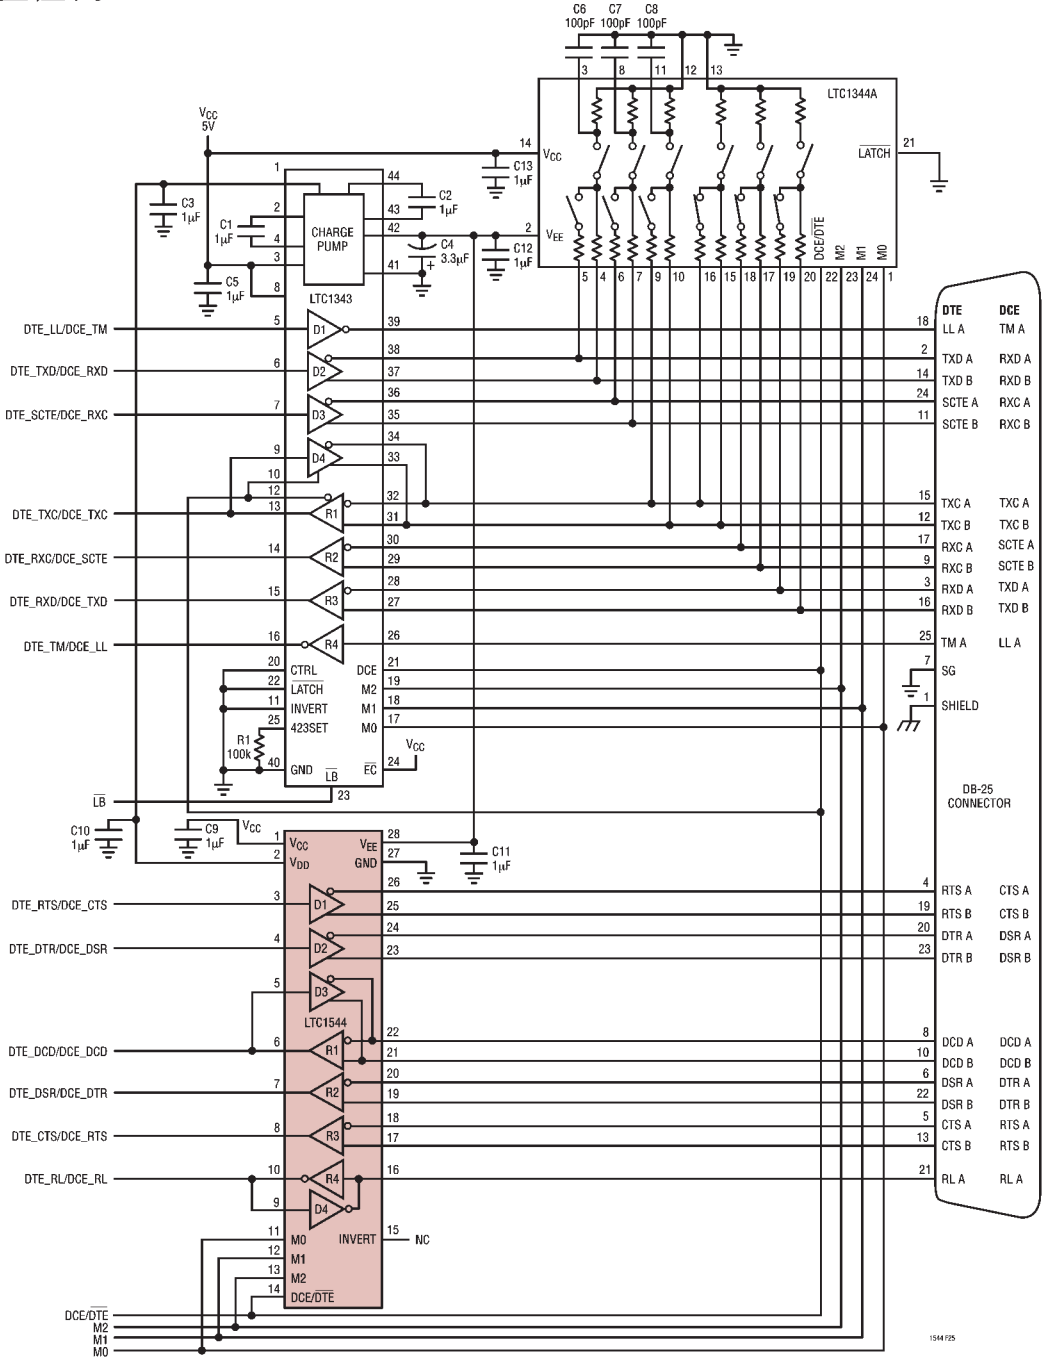 C6 C7 C8
100pF 100pF 100pF
3 8 11 12 13
LTC1344A
VCC
5V
14 VCC
LATCH 21
C13
1µF
1
44
C3
1µF
C2
1µF
2
43
C1
1µF
CHARGE
PUMP
42
2 VEE
4
C4
3.3µF
+
C12
1µF
DCE/DTE M2 M1 M0
3
41
C5
1µF
8
LTC1343
5 4 6 7 9 10 16 15 18 17 19 20 22 23 24 1
DTE DCE
DTE_LL/DCE_TM 5 D1 39 18 LL A TM A
38 2 TXD A RXD A
DTE_TXD/DCE_RXD 6 D2 37 14 TXD B RXD B
36 24 SCTE A RXC A
DTE_SCTE/DCE_RXC 7 D3 35 11 SCTE B RXC B
34
9 D4 33
10
12 32 15 TXC A TXC A
DTE_TXC/DCE_TXC 13 R1 31 12 TXC B TXC B
30 17 RXC A SCTE A
DTE_RXC/DCE_SCTE 14 R2 29 9 RXC B SCTE B
28 3 RXD A TXD A
DTE_RXD/DCE_TXD 15 R3 27 16 RXD B TXD B
DTE_TM/DCE_LL 16 R4 26 25 TM A LL A
20 CTRL DCE 21 7 SG
22 LATCH M2 19
11 INVERT M1 18 1 SHIELD
25 423SET M0 17
R1
100k
VCC
40 GND LB EC 24
LB 23
DB-25
CONNECTOR
C10
1µF
C9
1µF
VCC
1 VCC VEE 28
2 VDD GND 27
C11
1µF
26 4 RTS A CTS A
DTE_RTS/DCE_CTS 3 D1 25 19 RTS B CTS B
24 20 DTR A DSR A
DTE_DTR/DCE_DSR 4 D2 23 23 DTR B DSR B
5 D3
LTC1544
22 8 DCD A DCD A
DTE_DCD/DCE_DCD 6 R1 21 10 DCD B DCD B
20 6 DSR A DTR A
DTE_DSR/DCE_DTR 7 R2 19 22 DSR B DTR B
18 5 CTS A RTS A
DTE_CTS/DCE_RTS 8 R3 17 13 CTS B RTS B
DTE_RL/DCE_RL 10 R4 16 21 RL A RL A
9 D4
11 M0 INVERT 15 NC
12 M1
13 M2
14 DCE/DTE
DCE/DTE
M2
M1
M0
1544 F25